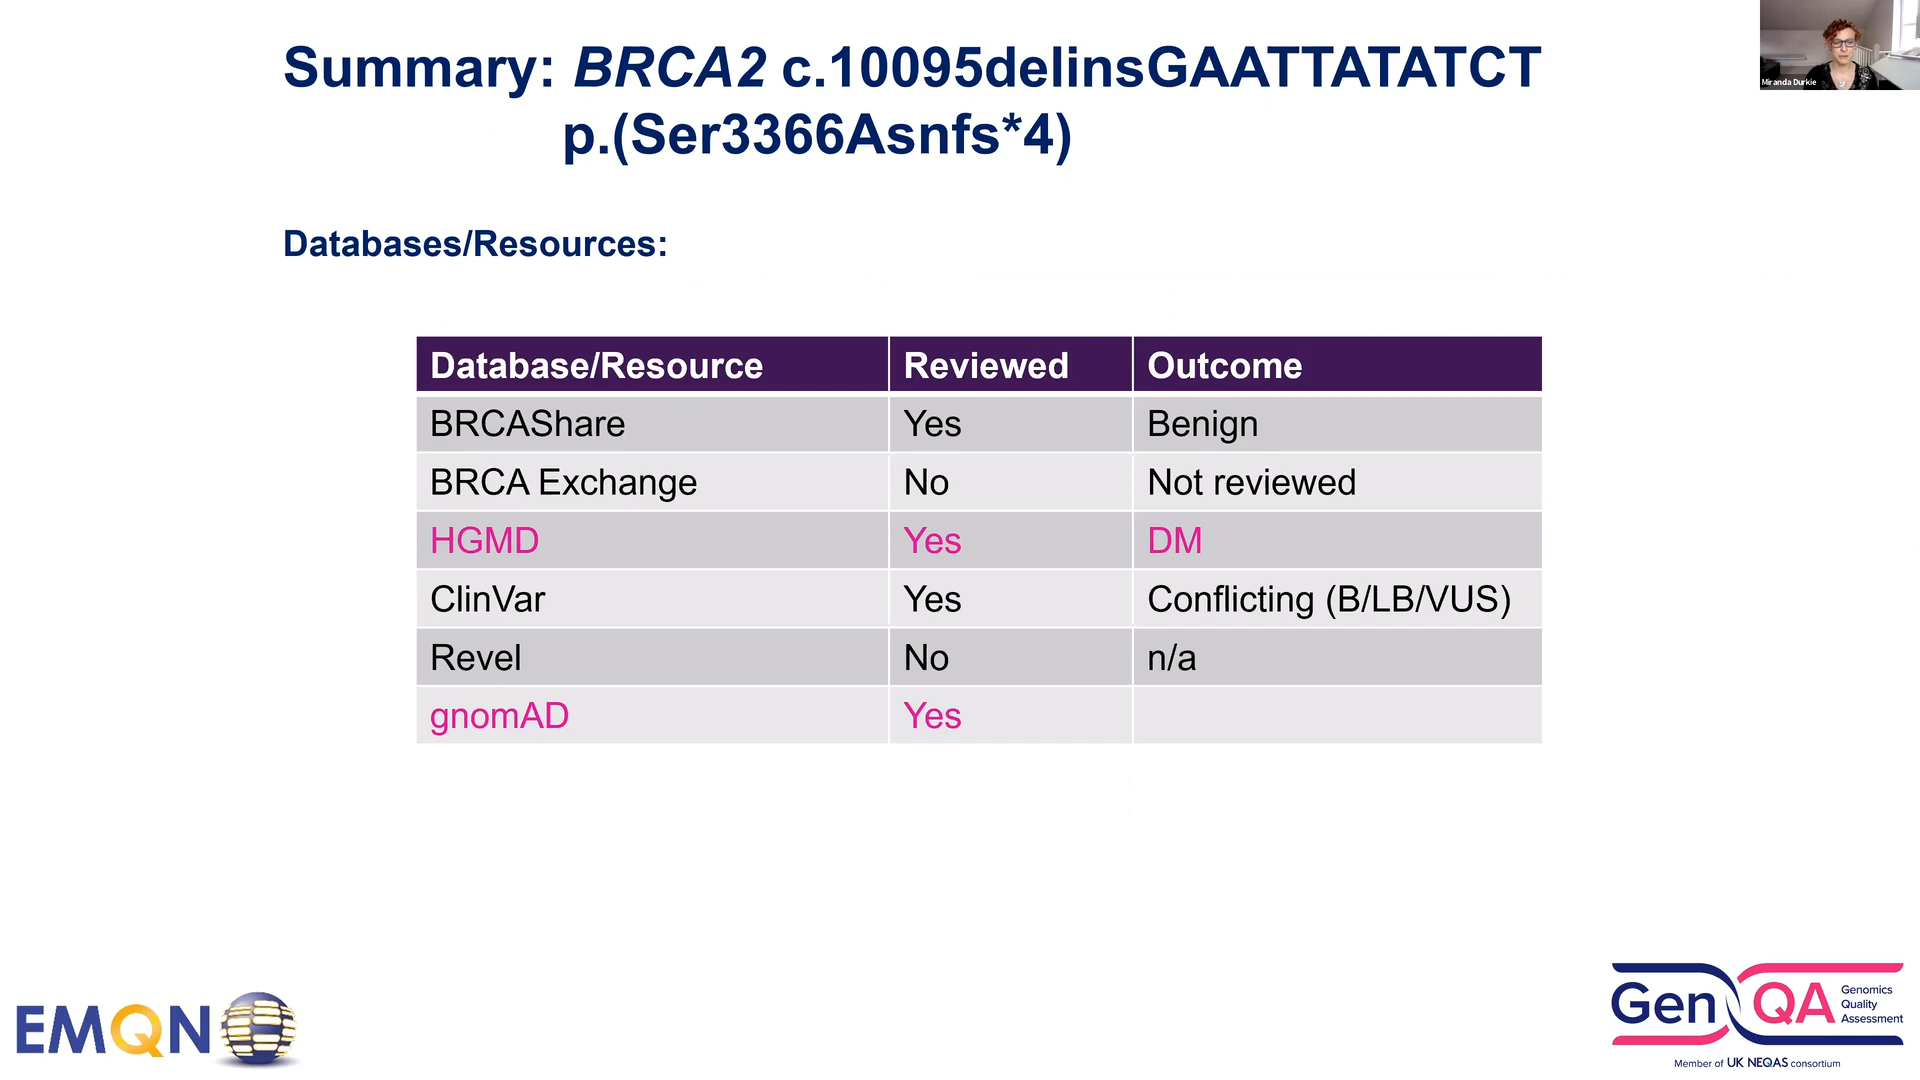 Summary: BRCA2 c.10095delinsGAATTATATCT
p.(Ser3366Asnfs*4)
Miranda Durkie
Databases/Resources:
Database/Resource Reviewed Outcome
BRCAShare Yes Benign
BRCA Exchange No Not reviewed
HGMD Yes DM
ClinVar Yes Conflicting (B/LB/VUS)
Revel No n/a
gnomAD Yes
EMQN
GenQA
Genomics
Quality
Assessment
Member of UK NEQAS consortium